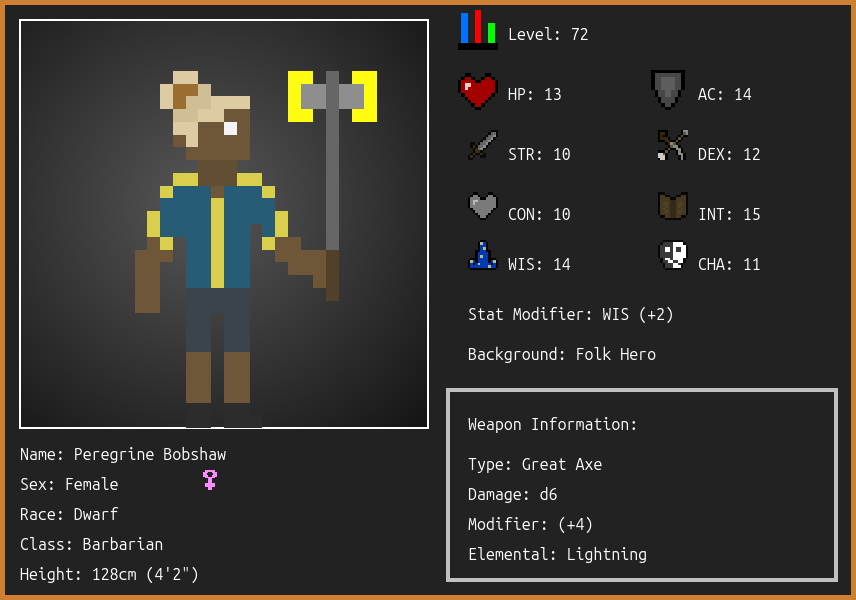 Level: 72
HP: 13
AC: 14
STR: 10
DEX: 12
CON: 10
INT: 15
WIS: 14
CHA: 11
Stat Modifier: WIS (+2)
Background: Folk Hero
Weapon Information:
Type: Great Axe
Damage: d6
Modifier: (+4)
Elemental: Lightning
Name: Peregrine Bobshaw
Sex: Female
Race: Dwarf
Class: Barbarian
Height: 128cm (4'2")